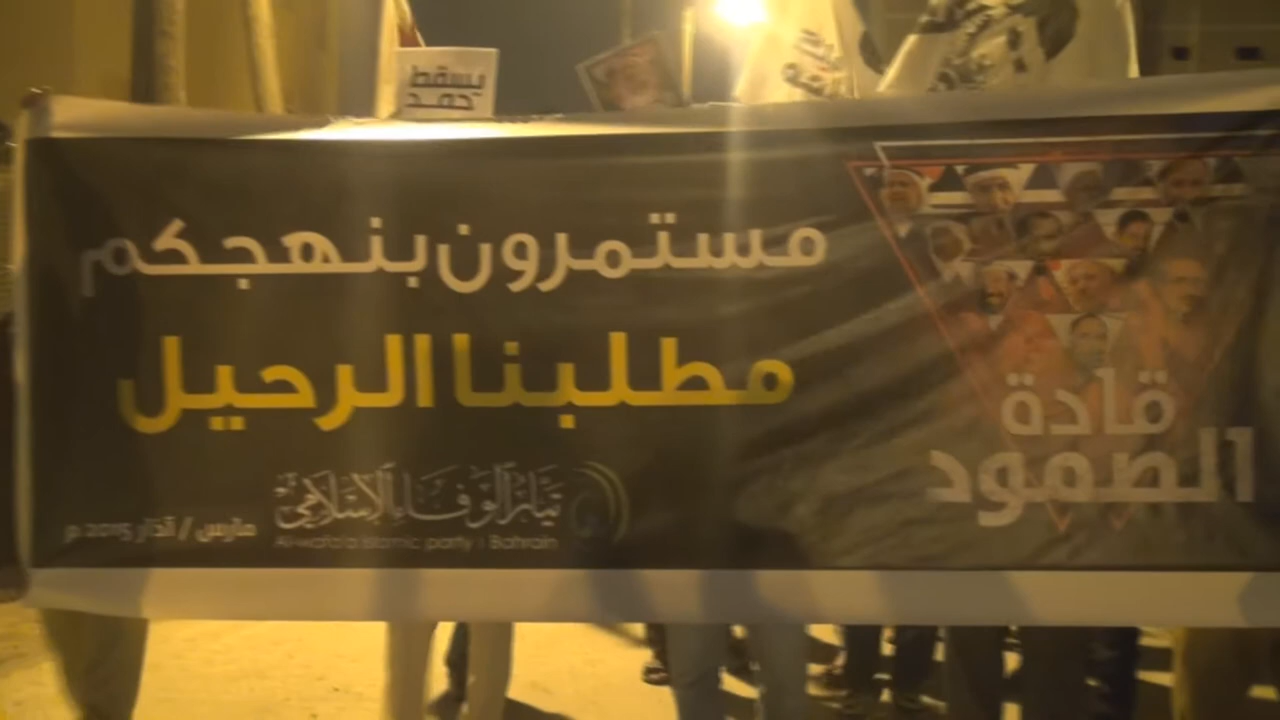 يسقط
حمد
مستمرون بنهجكم
مطلبنا الرحيل
قادة
الصمود
تيار الوفاء الإسلامي
Al-wafa'a Islamic party | Bahrain
مارس / آذار 2015 م